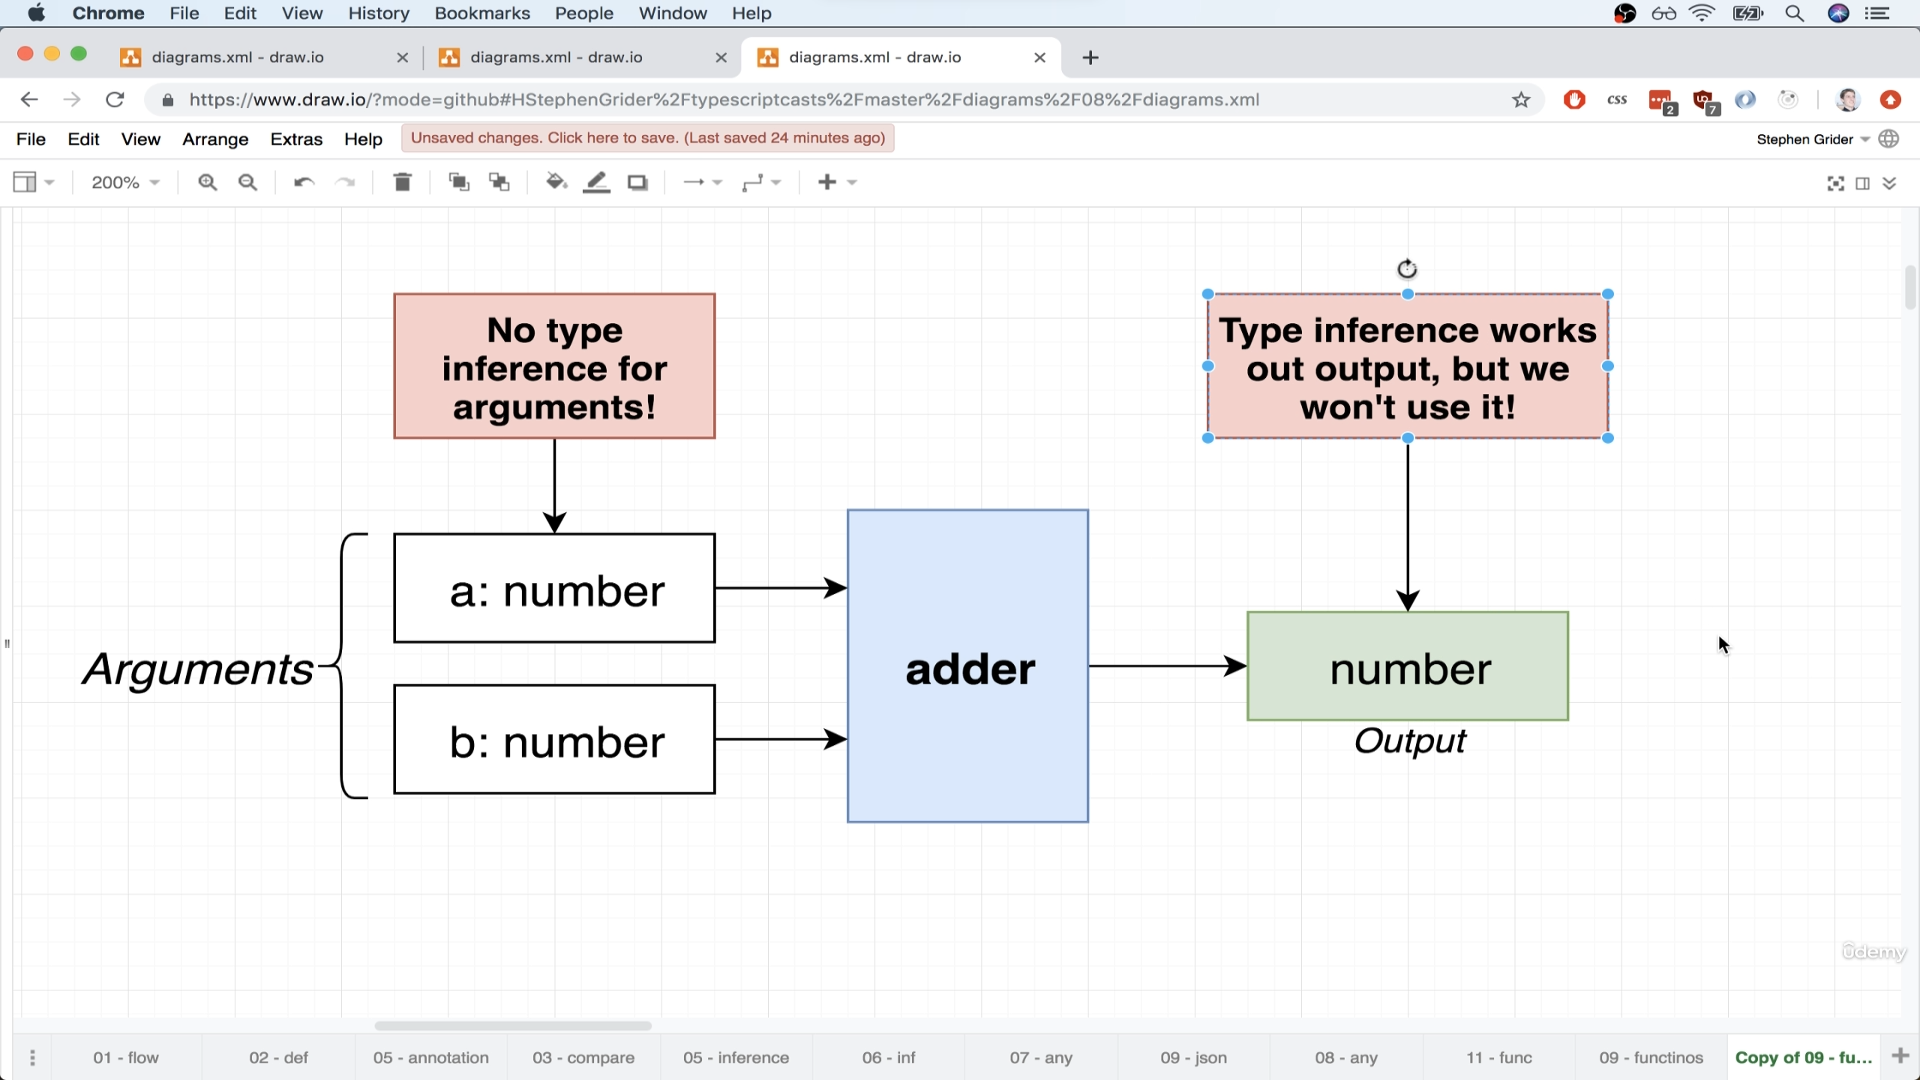 Chrome File Edit View History Bookmarks People Window Help
diagrams.xml - draw.io diagrams.xml - draw.io diagrams.xml - draw.io
https://www.draw.io/?mode=github#HStephenGrider%2Ftypescriptcasts%2Fmaster%2Fdiagrams%2F08%2Fdiagrams.xml css 2 7
File Edit View Arrange Extras Help Unsaved changes. Click here to save. (Last saved 24 minutes ago) Stephen Grider
200%
No type
inference for
arguments!
Type inference works
out output, but we
won't use it!
a: number
Arguments
b: number
adder
number
Output
ûdemy
01 - flow 02 - def 05 - annotation 03 - compare 05 - inference 06 - inf 07 - any 09 - json 08 - any 11 - func 09 - functinos Copy of 09 - fu...